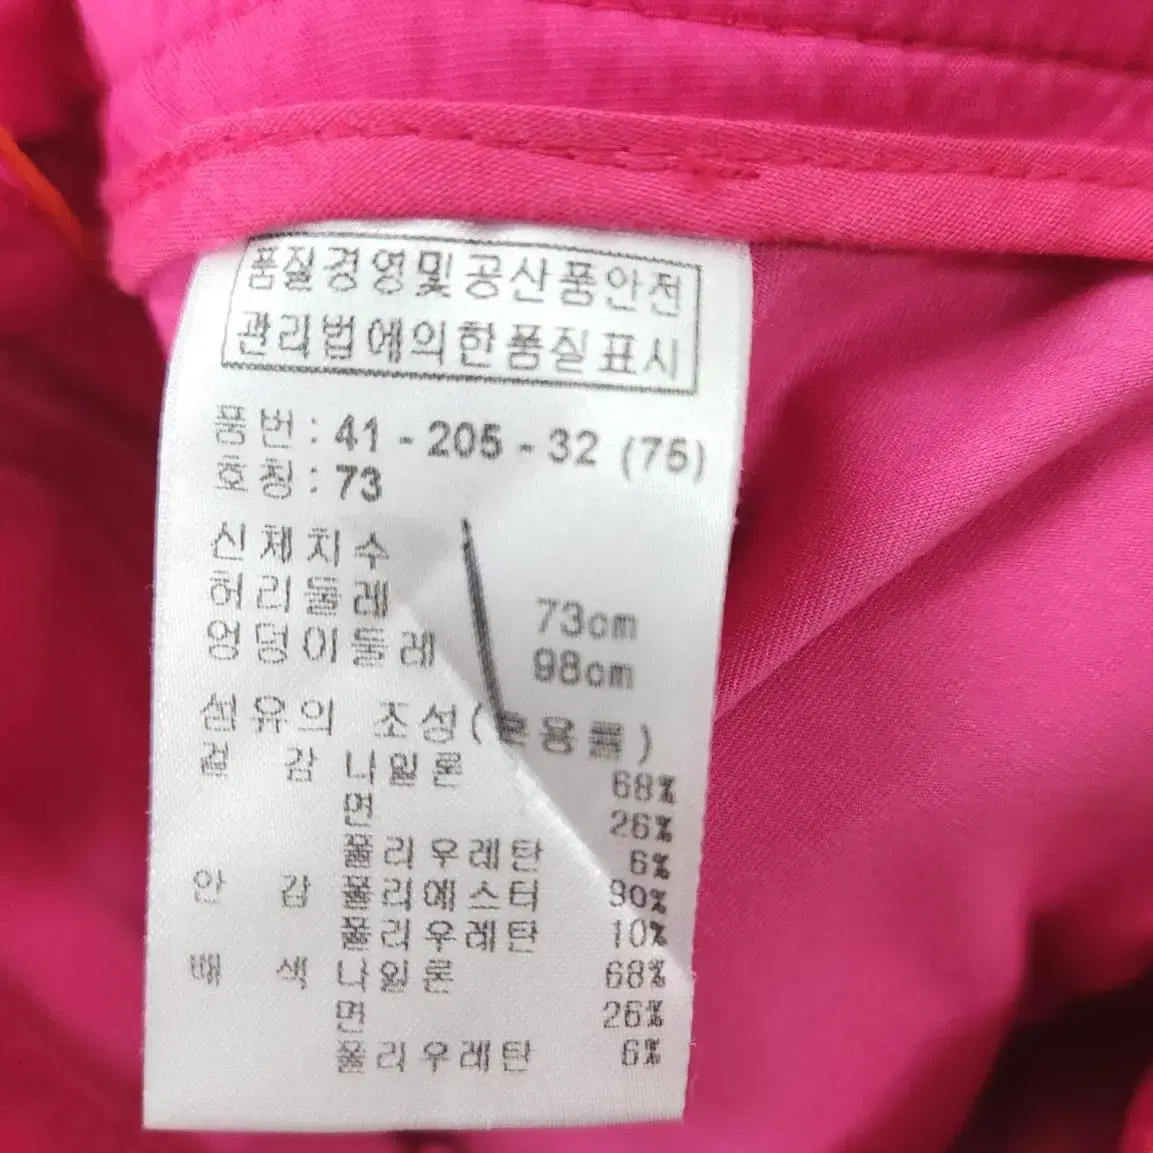 품질경영및공산품안전
관리법에의한품질표시
품번 : 41 - 205 - 32 (75)
호칭 : 73
신체치수
허리둘레 73cm
엉덩이둘레 98cm
섬유의 조성(혼용률)
겉 감 나일론 68%
면 26%
폴리우레탄 6%
안 감 폴리에스터 90%
폴리우레탄 10%
배 색 나일론 68%
면 26%
폴리우레탄 6%